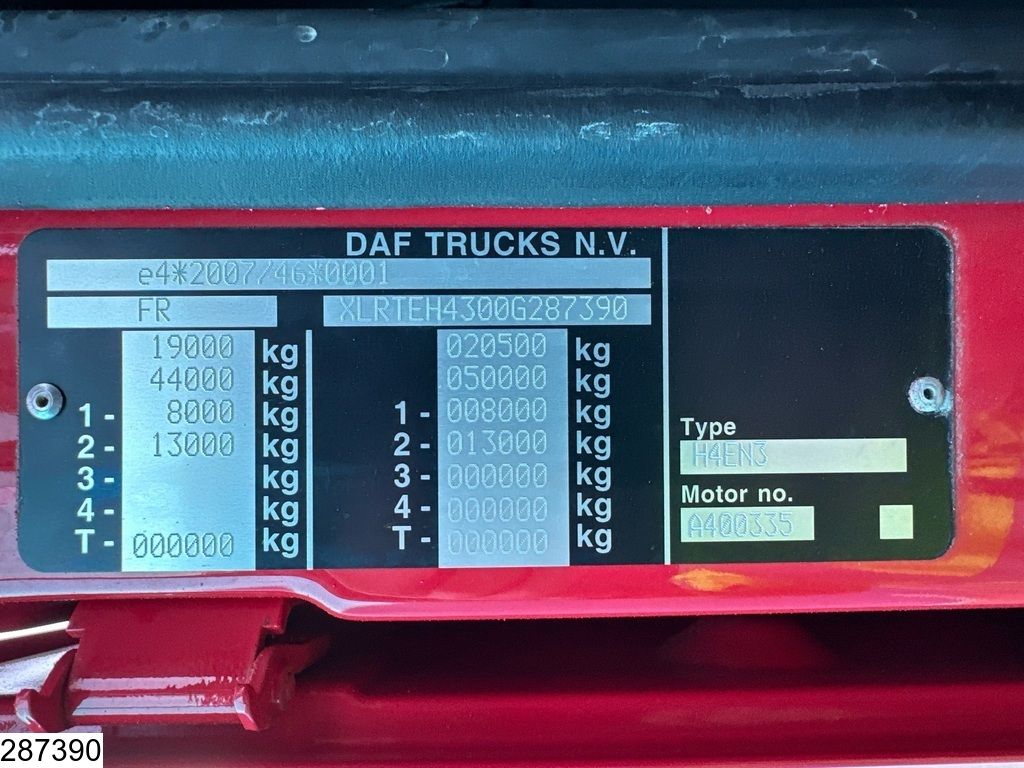 DAF TRUCKS N.V.
e4*2007/46*0001
FR XLRTEH4300G287390
19000 kg 020500 kg
44000 kg 050000 kg
1- 8000 kg 1- 008000 kg
2- 13000 kg 2- 013000 kg
3- kg 3- 000000 kg
4- kg 4- 000000 kg
T- 000000 kg T- 000000 kg
Type
H4EN3
Motor no.
A400335
287390